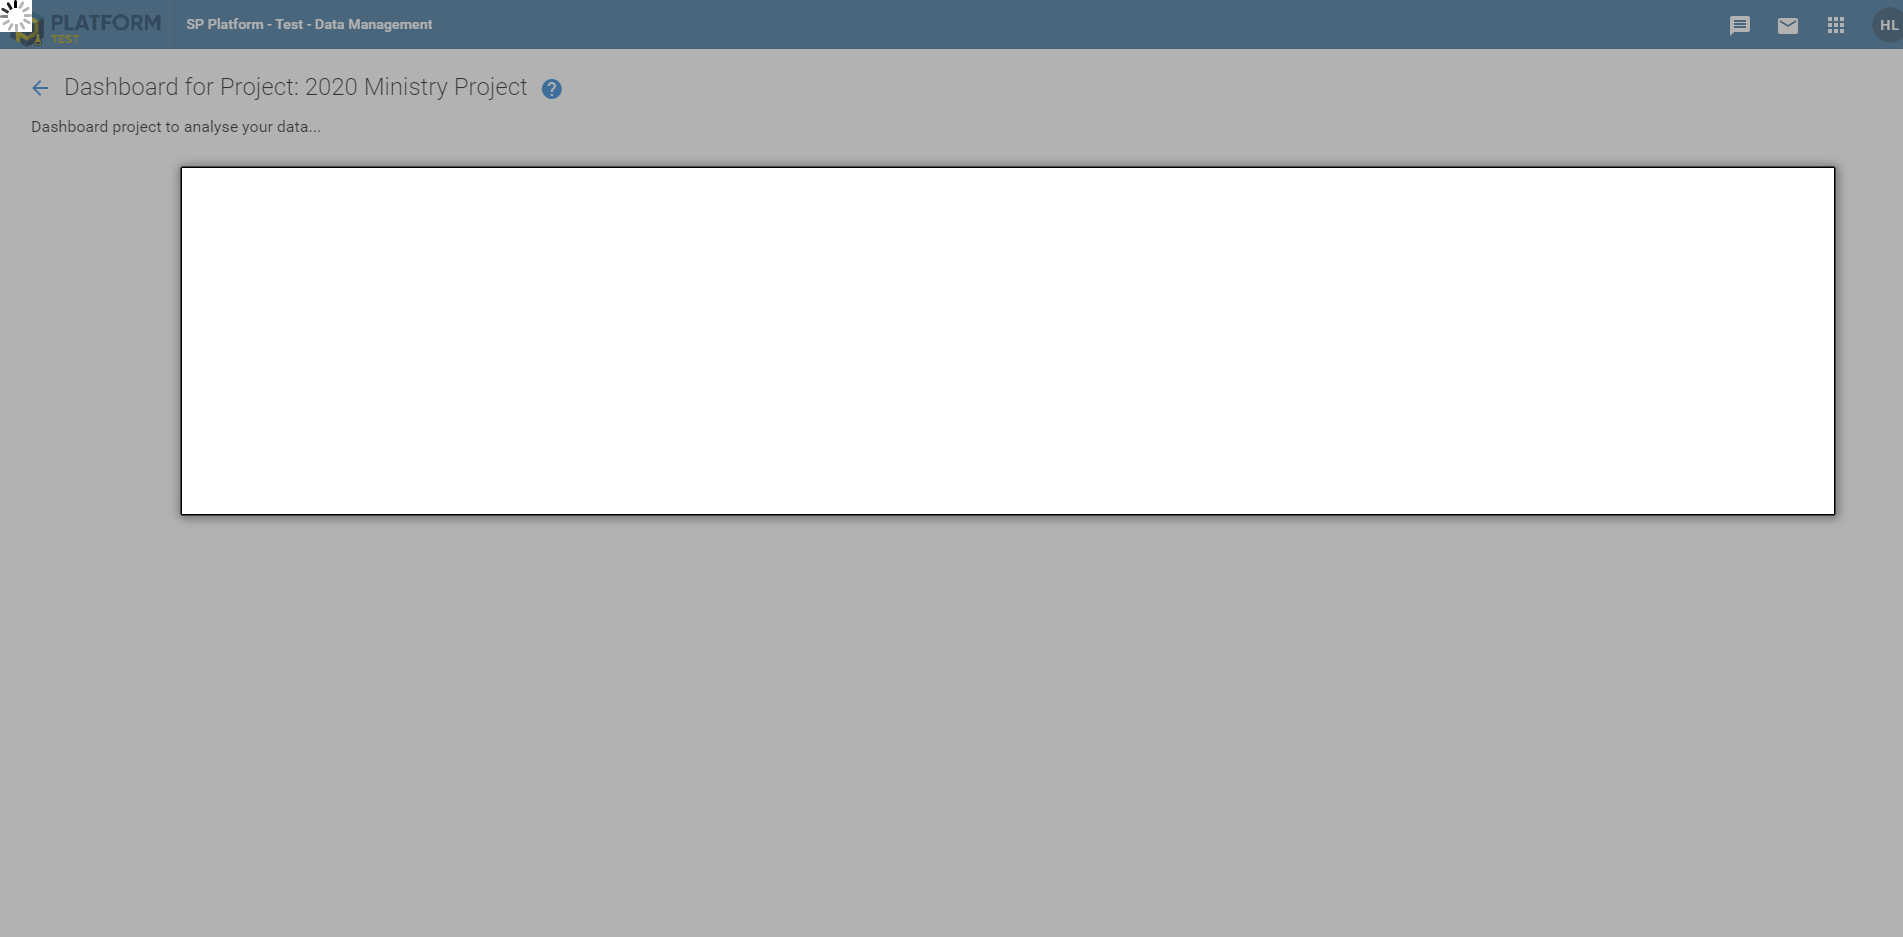 PLATFORM
TEST
SP Platform - Test - Data Management
HL
Dashboard for Project: 2020 Ministry Project
?
Dashboard project to analyse your data...